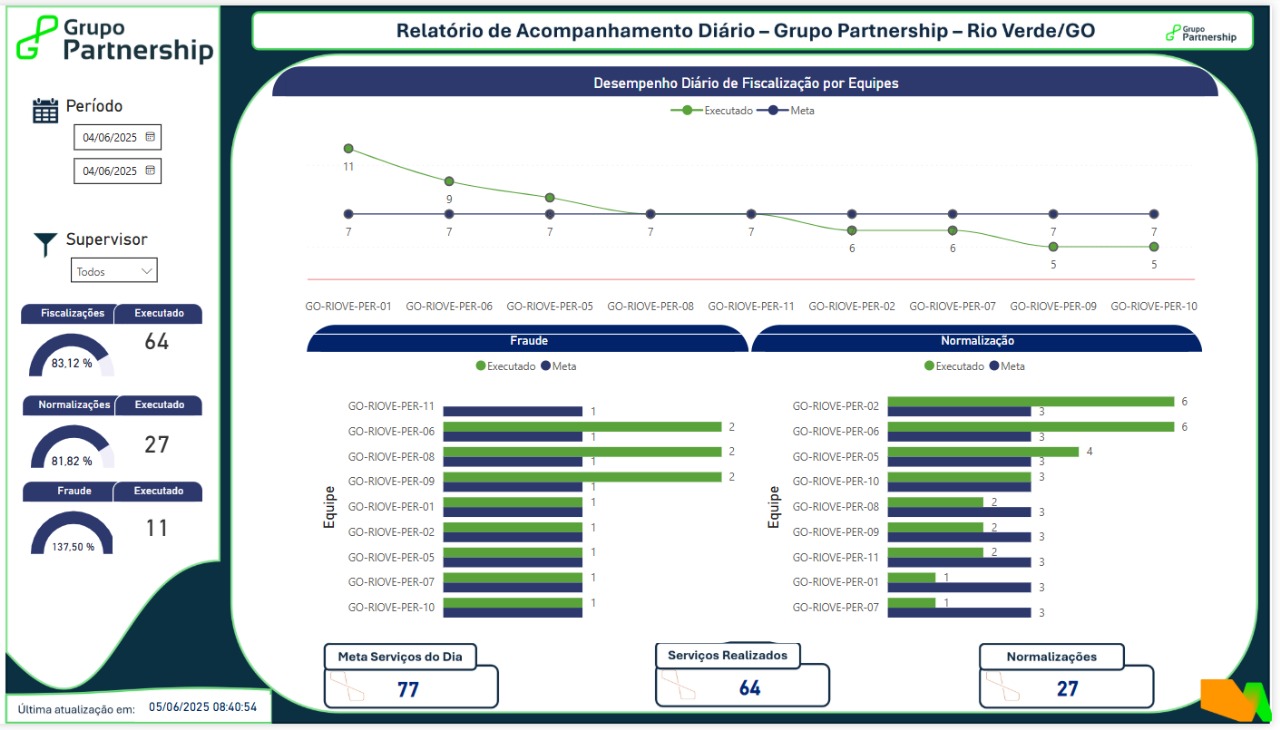 Grupo
Partnership
Relatório de Acompanhamento Diário – Grupo Partnership – Rio Verde/GO
Grupo
Partnership
Período
04/06/2025
04/06/2025
Supervisor
Todos
Fiscalizações Executado
83,12 % 64
Normalizações Executado
81,82 % 27
Fraude Executado
137,50 % 11
Última atualização em: 05/06/2025 08:40:54
Desempenho Diário de Fiscalização por Equipes
Executado Meta
11 9
7 7 7 7 7 6 6 7 7
5 5
GO-RIOVE-PER-01 GO-RIOVE-PER-06 GO-RIOVE-PER-05 GO-RIOVE-PER-08 GO-RIOVE-PER-11 GO-RIOVE-PER-02 GO-RIOVE-PER-07 GO-RIOVE-PER-09 GO-RIOVE-PER-10
Fraude
Executado Meta
Equipe
GO-RIOVE-PER-11 1
GO-RIOVE-PER-06 2 1
GO-RIOVE-PER-08 2 1
GO-RIOVE-PER-09 2 1
GO-RIOVE-PER-01 1
GO-RIOVE-PER-02 1
GO-RIOVE-PER-05 1
GO-RIOVE-PER-07 1
GO-RIOVE-PER-10 1
Normalização
Executado Meta
Equipe
GO-RIOVE-PER-02 6 3
GO-RIOVE-PER-06 6 3
GO-RIOVE-PER-05 4 3
GO-RIOVE-PER-10 3
GO-RIOVE-PER-08 2 3
GO-RIOVE-PER-09 2 3
GO-RIOVE-PER-11 2 3
GO-RIOVE-PER-01 1 3
GO-RIOVE-PER-07 1 3
Meta Serviços do Dia
77
Serviços Realizados
64
Normalizações
27